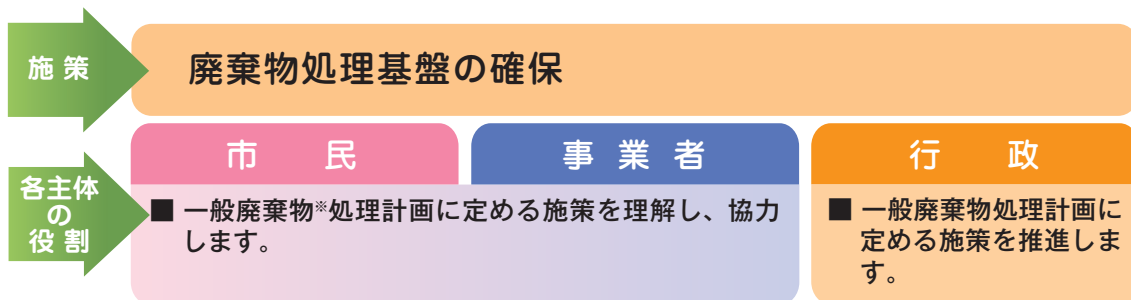 施 策
廃棄物処理基盤の確保
市 民
事 業 者
行 政
各主体
の
役 割
■ 一般廃棄物※処理計画に定める施策を理解し、協力
します。
■ 一般廃棄物処理計画に
定める施策を推進しま
す。